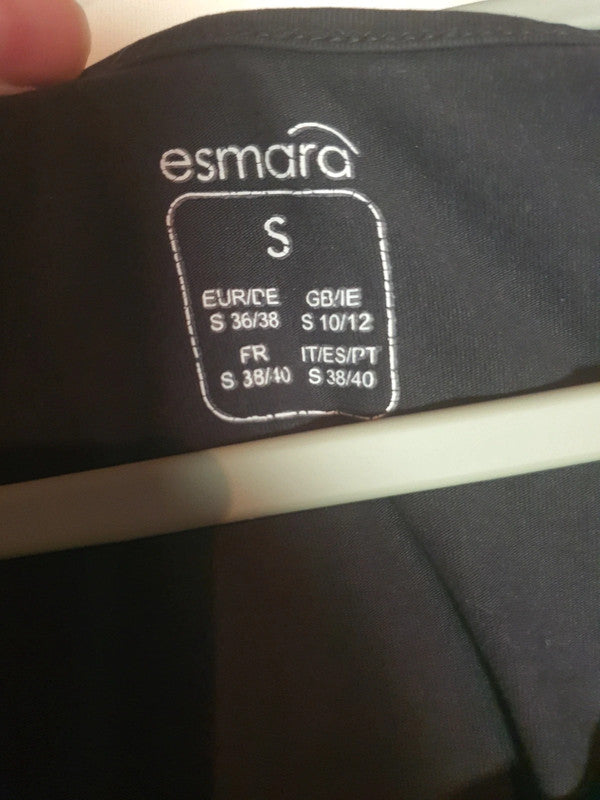 esmara
S
EUR/DE GB/IE
S 36/38 S 10/12
FR IT/ES/PT
S 38/40 S 38/40